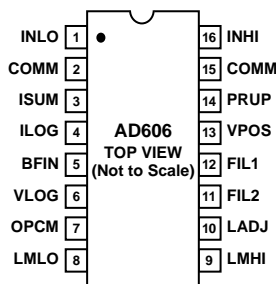 INLO 1 16 INHI
COMM 2 15 COMM
ISUM 3 14 PRUP
ILOG 4 AD606 13 VPOS
TOP VIEW
BFIN 5 (Not to Scale) 12 FIL1
VLOG 6 11 FIL2
OPCM 7 10 LADJ
LMLO 8 9 LMHI